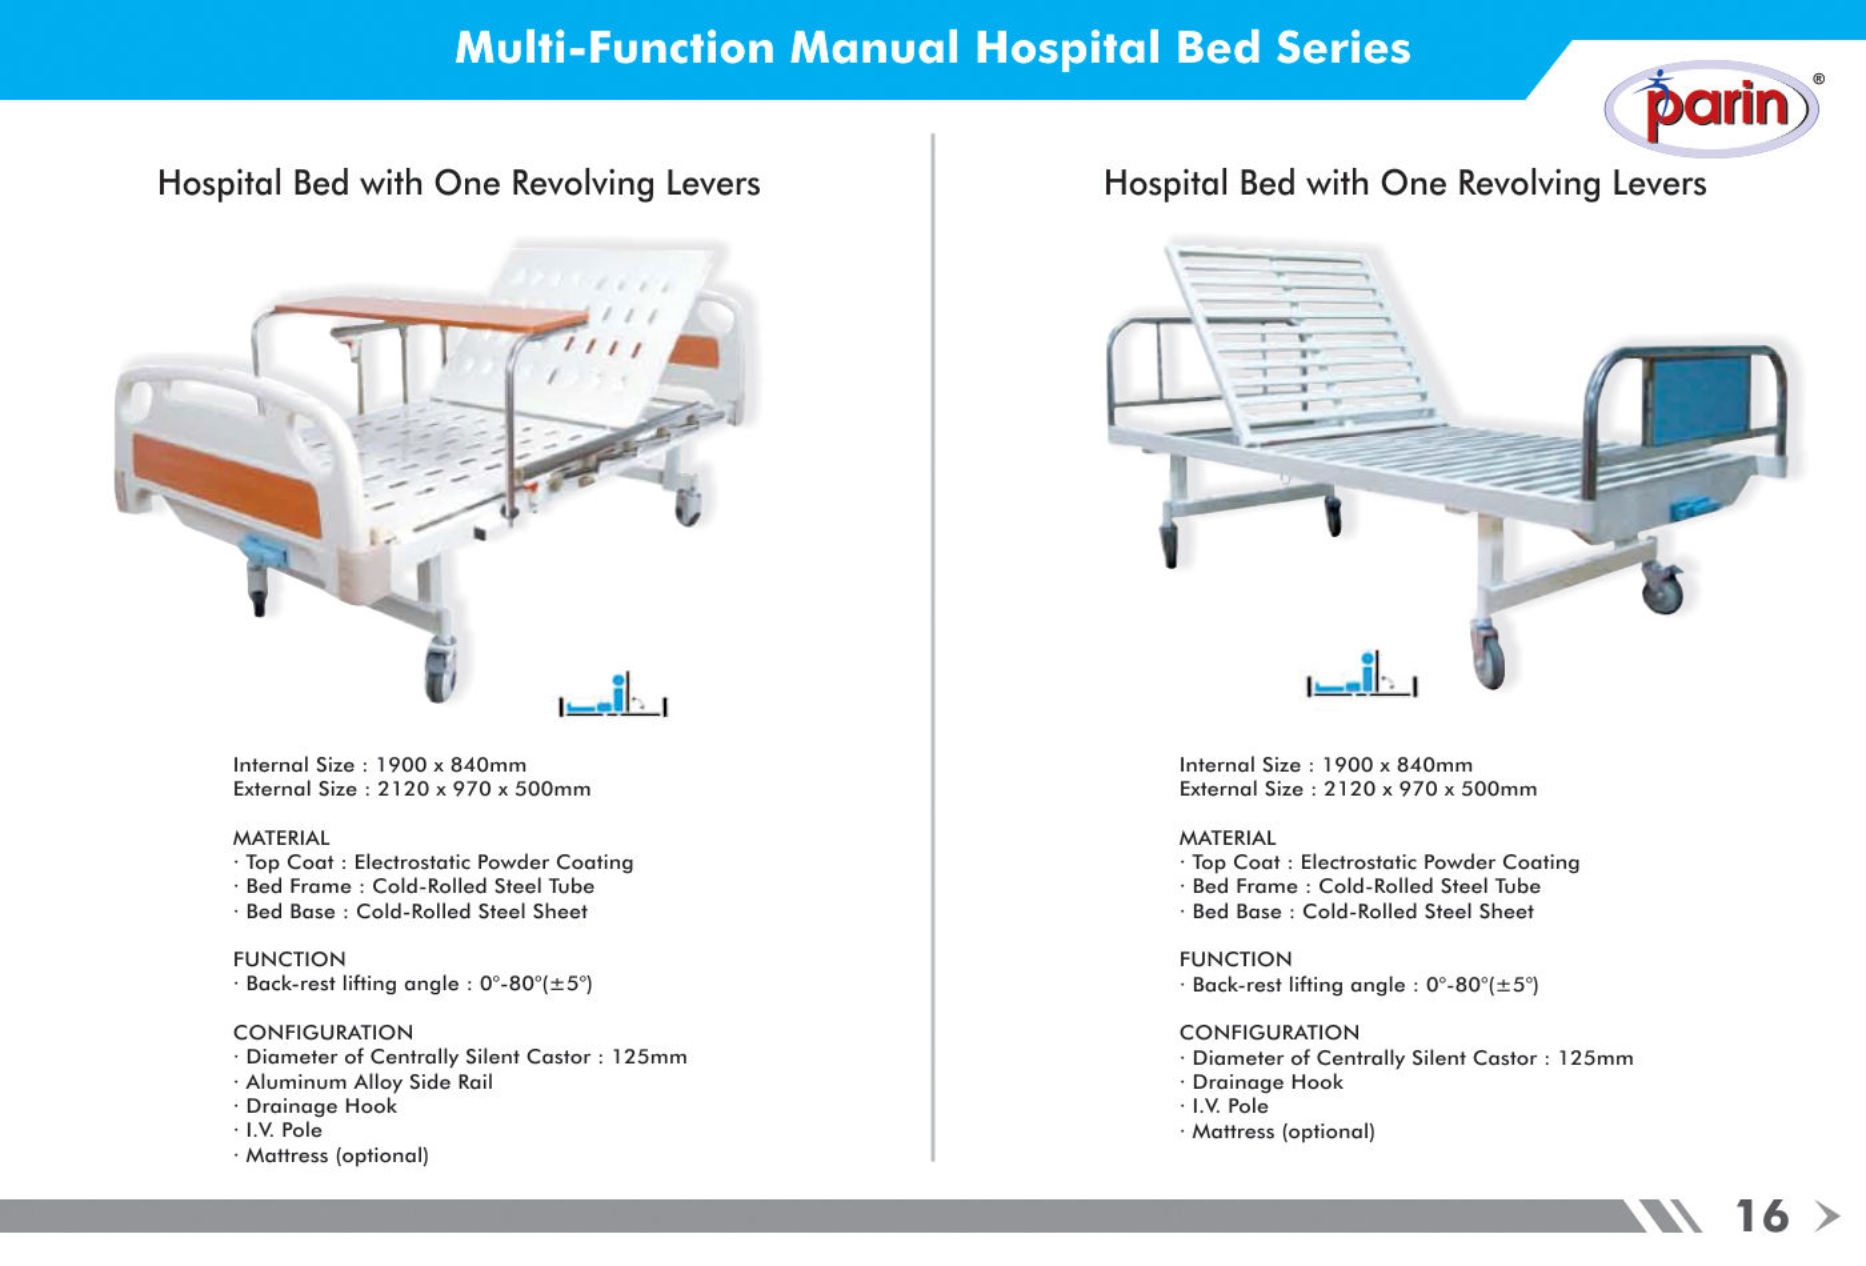 Multi-Function Manual Hospital Bed Series
parin®
Hospital Bed with One Revolving Levers
Internal Size : 1900 x 840mm
External Size : 2120 x 970 x 500mm
MATERIAL
· Top Coat : Electrostatic Powder Coating
· Bed Frame : Cold-Rolled Steel Tube
· Bed Base : Cold-Rolled Steel Sheet
FUNCTION
· Back-rest lifting angle : 0°-80°(±5°)
CONFIGURATION
· Diameter of Centrally Silent Castor : 125mm
· Aluminum Alloy Side Rail
· Drainage Hook
· I.V. Pole
· Mattress (optional)
Hospital Bed with One Revolving Levers
Internal Size : 1900 x 840mm
External Size : 2120 x 970 x 500mm
MATERIAL
· Top Coat : Electrostatic Powder Coating
· Bed Frame : Cold-Rolled Steel Tube
· Bed Base : Cold-Rolled Steel Sheet
FUNCTION
· Back-rest lifting angle : 0°-80°(±5°)
CONFIGURATION
· Diameter of Centrally Silent Castor : 125mm
· Drainage Hook
· I.V. Pole
· Mattress (optional)
16